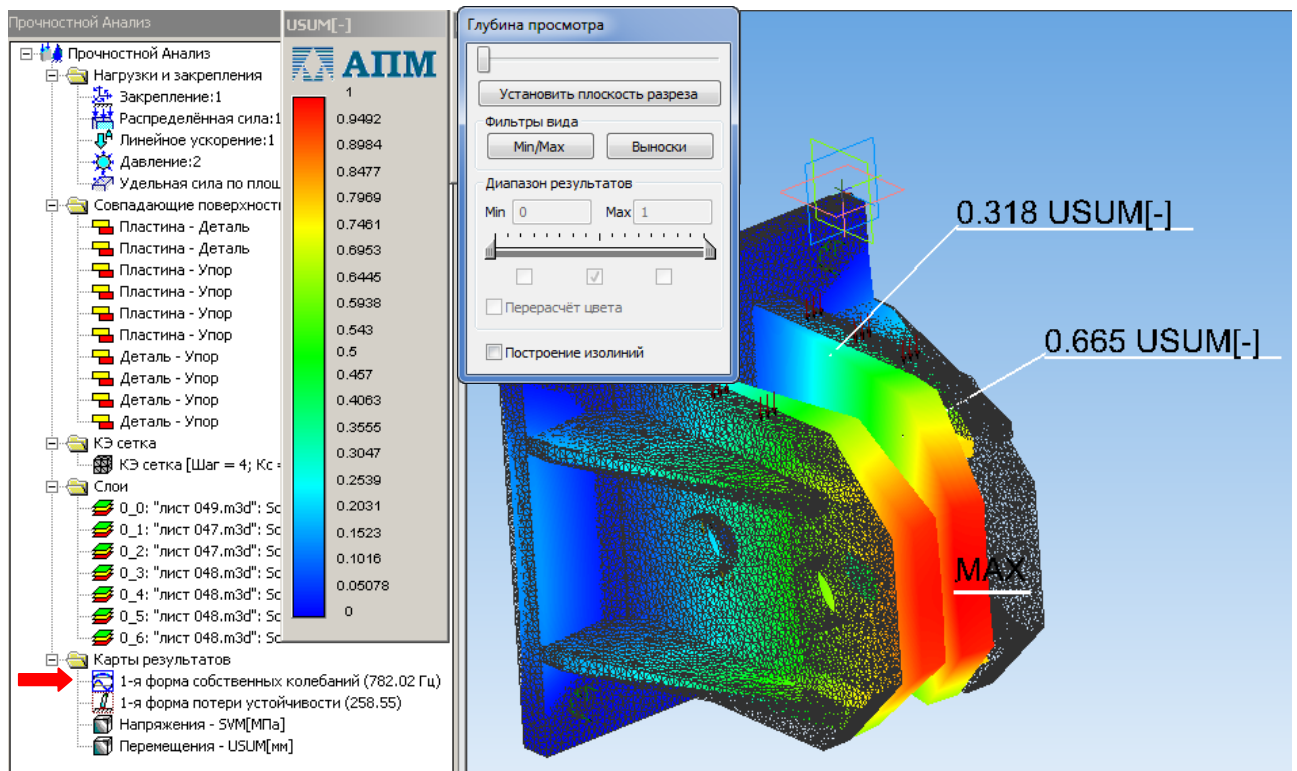 Прочностной Анализ
Прочностной Анализ
Нагрузки и закрепления
Закрепление:1
Распределённая сила:1
Линейное ускорение:1
Давление:2
Удельная сила по площ
Совпадающие поверхност
Пластина - Деталь
Пластина - Деталь
Пластина - Упор
Пластина - Упор
Пластина - Упор
Пластина - Упор
Деталь - Упор
Деталь - Упор
Деталь - Упор
Деталь - Упор
КЭ сетка
КЭ сетка [Шаг = 4; Кс =
Слои
0_0: "лист 049.m3d": Sc
0_1: "лист 047.m3d": Sc
0_2: "лист 047.m3d": Sc
0_3: "лист 048.m3d": Sc
0_4: "лист 048.m3d": Sc
0_5: "лист 048.m3d": Sc
0_6: "лист 048.m3d": Sc
Карты результатов
1-я форма собственных колебаний (782.02 Гц)
1-я форма потери устойчивости (258.55)
Напряжения - SVM[МПа]
Перемещения - USUM[мм]
USUM[-]
АПМ
1
0.9492
0.8984
0.8477
0.7969
0.7461
0.6953
0.6445
0.5938
0.543
0.5
0.457
0.4063
0.3555
0.3047
0.2539
0.2031
0.1523
0.1016
0.05078
0
Глубина просмотра
Установить плоскость разреза
Фильтры вида
Min/Max
Выноски
Диапазон результатов
Min 0 Max 1
Перерасчёт цвета
Построение изолиний
0.318 USUM[-]
0.665 USUM[-]
MAX